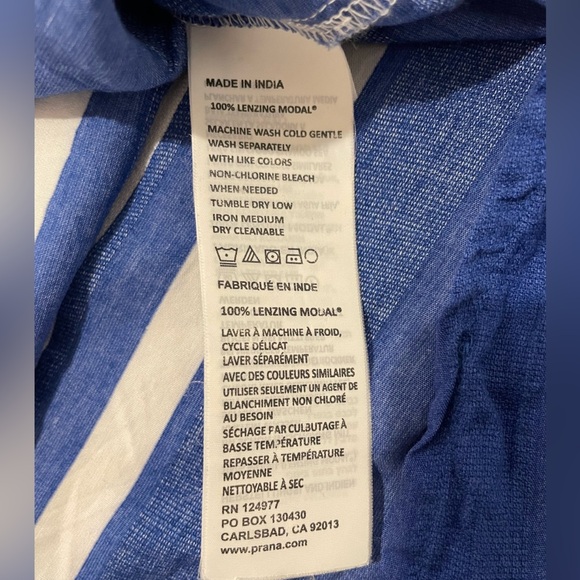 MADE IN INDIA
100% LENZING MODAL®
MACHINE WASH COLD GENTLE
WASH SEPARATELY
WITH LIKE COLORS
NON-CHLORINE BLEACH
WHEN NEEDED
TUMBLE DRY LOW
IRON MEDIUM
DRY CLEANABLE
FABRIQUÉ EN INDE
100% LENZING MODAL®
LAVER À MACHINE À FROID,
CYCLE DÉLICAT
LAVER SÉPARÉMENT
AVEC DES COULEURS SIMILAIRES
UTILISER SEULEMENT UN AGENT DE
BLANCHIMENT NON CHLORÉ
AU BESOIN
SÉCHAGE PAR CULBUTAGE À
BASSE TEMPÉRATURE
REPASSER À TEMPÉRATURE
MOYENNE
NETTOYABLE À SEC
RN 124977
PO BOX 130430
CARLSBAD, CA 92013
www.prana.com